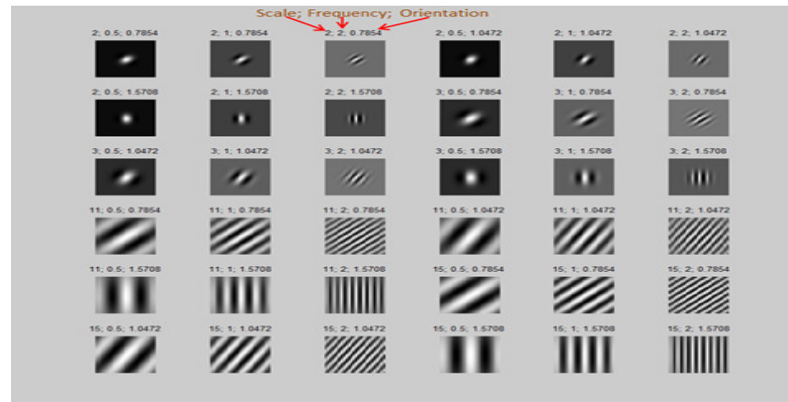 Scale; Frequency; Orientation
2; 0.5; 0.7854 2; 1; 0.7854 2; 2; 0.7854 2; 0.5; 1.0472 2; 1; 1.0472 2; 2; 1.0472
2; 0.5; 1.5708 2; 1; 1.5708 2; 2; 1.5708 3; 0.5; 0.7854 3; 1; 0.7854 3; 2; 0.7854
3; 0.5; 1.0472 3; 1; 1.0472 3; 2; 1.0472 3; 0.5; 1.5708 3; 1; 1.5708 3; 2; 1.5708
11; 0.5; 0.7854 11; 1; 0.7854 11; 2; 0.7854 11; 0.5; 1.0472 11; 1; 1.0472 11; 2; 1.0472
11; 0.5; 1.5708 11; 1; 1.5708 11; 2; 1.5708 15; 0.5; 0.7854 15; 1; 0.7854 15; 2; 0.7854
15; 0.5; 1.0472 15; 1; 1.0472 15; 2; 1.0472 15; 0.5; 1.5708 15; 1; 1.5708 15; 2; 1.5708